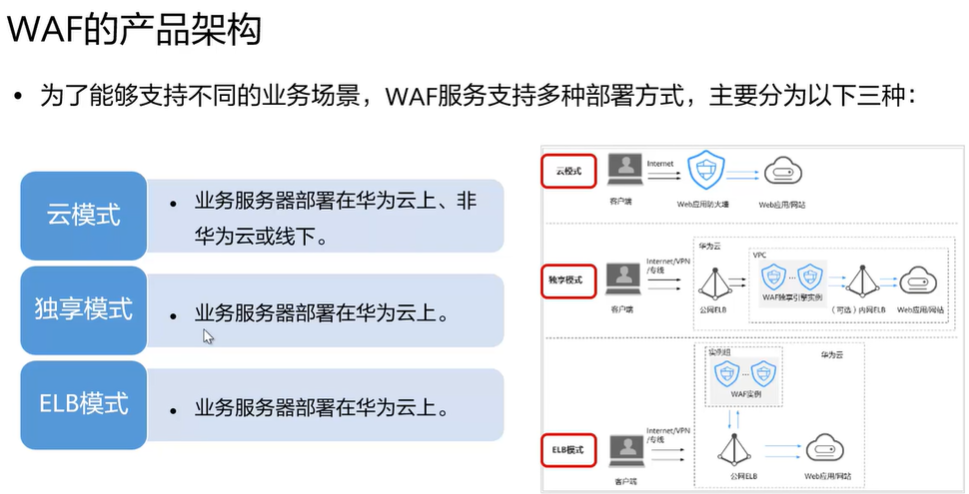 WAF的产品架构
• 为了能够支持不同的业务场景，WAF服务支持多种部署方式，主要分为以下三种：
云模式
• 业务服务器部署在华为云上、非
华为云或线下。
独享模式
• 业务服务器部署在华为云上。
ELB模式
• 业务服务器部署在华为云上。
云模式
Internet
客户端
Web应用防火墙
Web应用/网站
华为云
VPC
独享模式
Internet/VPN
/专线
WAF独享引擎实例
客户端
公网ELB
（可选）内网ELB
Web应用/网站
实例组
华为云
WAF实例
ELB模式
Internet/VPN
/专线
客户端
公网ELB
Web应用/网站